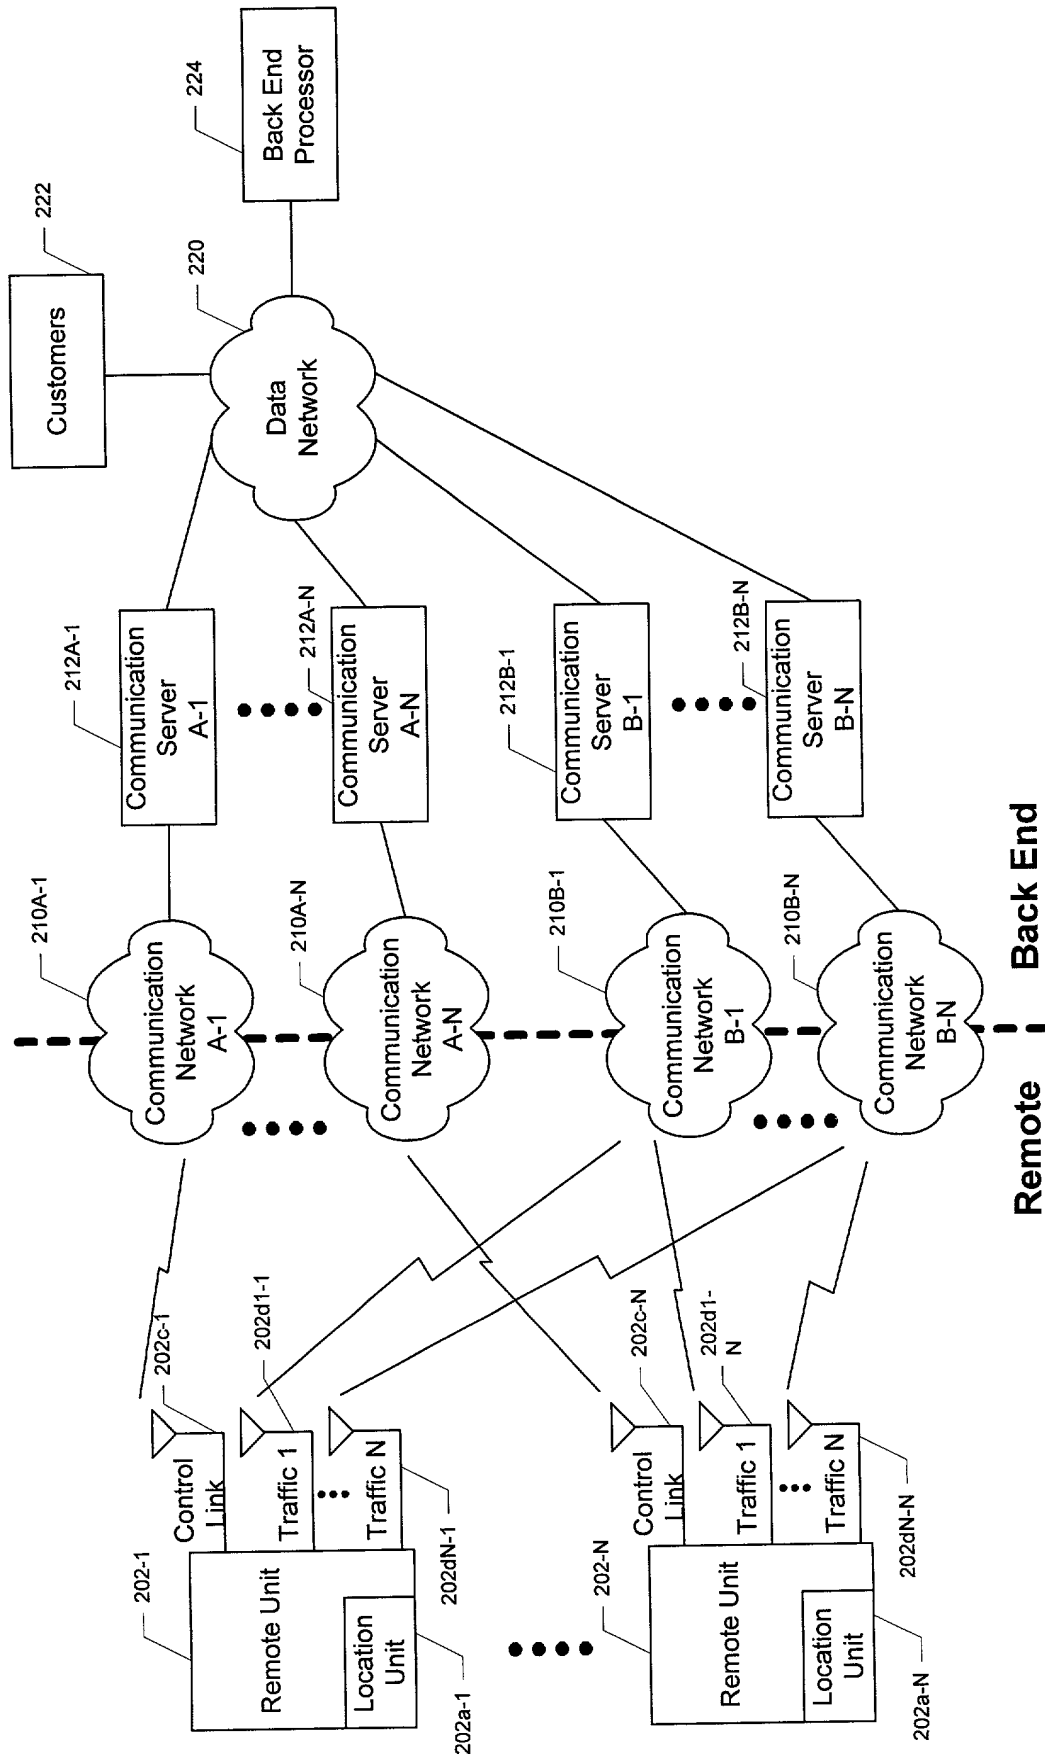 Customers
222
224
Back End
Processor
220
Data
Network
212A-1
Communication
Server
A-1
212A-N
Communication
Server
A-N
212B-1
Communication
Server
B-1
212B-N
Communication
Server
B-N
210A-1
Communication
Network
A-1
210A-N
Communication
Network
A-N
210B-1
Communication
Network
B-1
210B-N
Communication
Network
B-N
Remote
Back End
202-1
Remote Unit
Location
Unit
202a-1
Control
Link
202c-1
Traffic 1
202d1-1
Traffic N
202dN-1
202-N
Remote Unit
Location
Unit
202a-N
Control
Link
202c-N
Traffic 1
202d1-
N
Traffic N
202dN-N